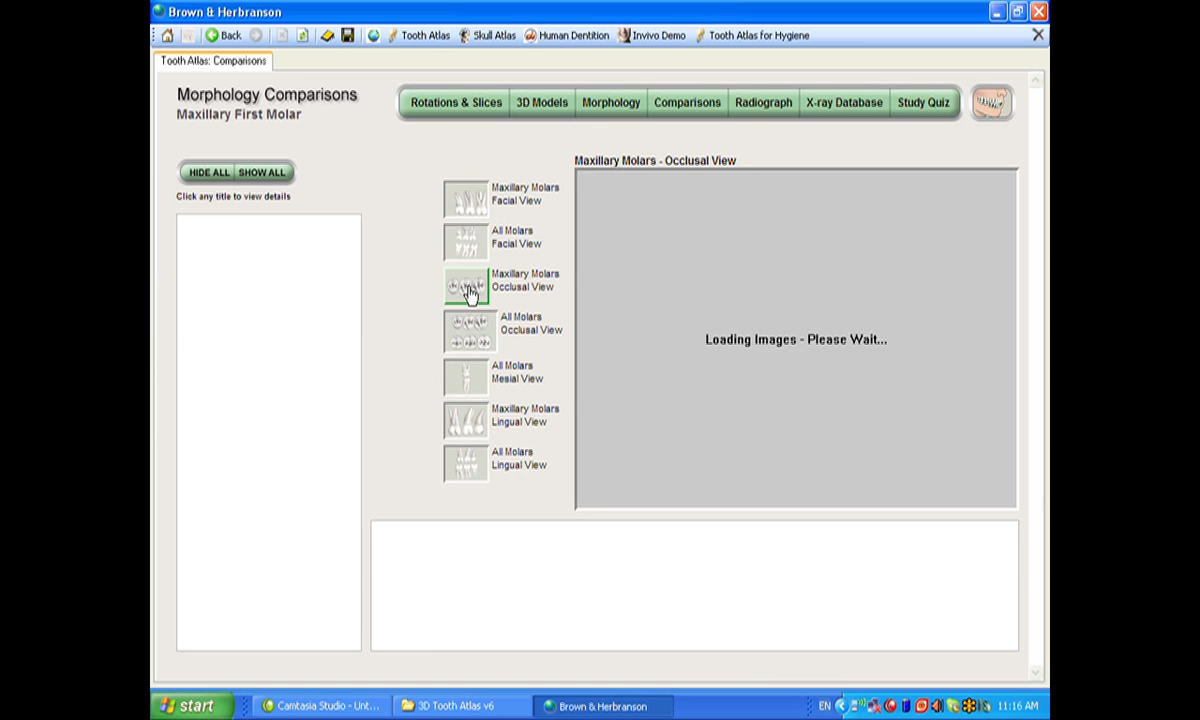 Brown & Herbranson
Back
Tooth Atlas
Skull Atlas
Human Dentition
Invivo Demo
Tooth Atlas for Hygiene
Tooth Atlas: Comparisons
Morphology Comparisons
Maxillary First Molar
Rotations & Slices
3D Models
Morphology
Comparisons
Radiograph
X-ray Database
Study Quiz
HIDE ALL
SHOW ALL
Click any title to view details
Maxillary Molars
Facial View
All Molars
Facial View
Maxillary Molars
Occlusal View
All Molars
Occlusal View
All Molars
Mesial View
Maxillary Molars
Lingual View
All Molars
Lingual View
Maxillary Molars - Occlusal View
Loading Images - Please Wait...
start
Camtasia Studio - Unt...
3D Tooth Atlas v6
Brown & Herbranson
EN
11:16 AM